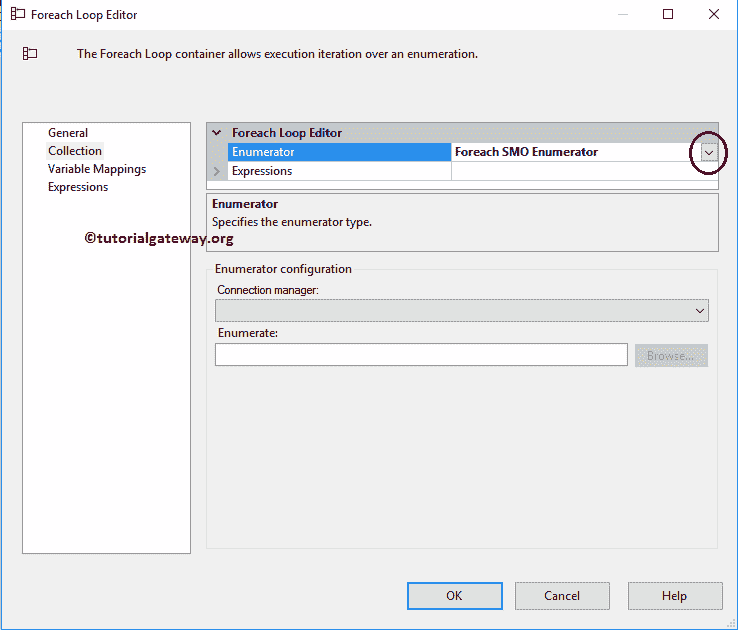 Foreach Loop Editor
The Foreach Loop container allows execution iteration over an enumeration.
General
Collection
Variable Mappings
Expressions
Foreach Loop Editor
Enumerator Foreach SMO Enumerator
Expressions
Enumerator
Specifies the enumerator type.
©tutorialgateway.org
Enumerator configuration
Connection manager:
Enumerate:
Browse...
OK Cancel Help